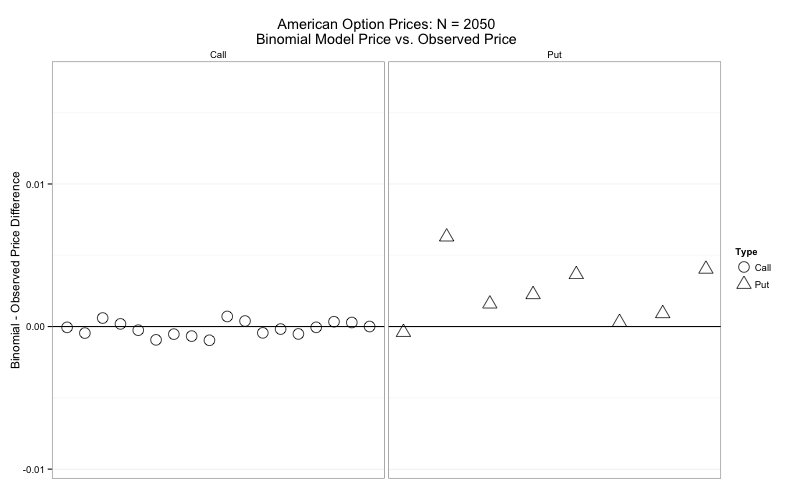 American Option Prices: N = 2050
Binomial Model Price vs. Observed Price
Call
Put
Binomial - Observed Price Difference
0.01
0.00
-0.01
Type
Call
Put